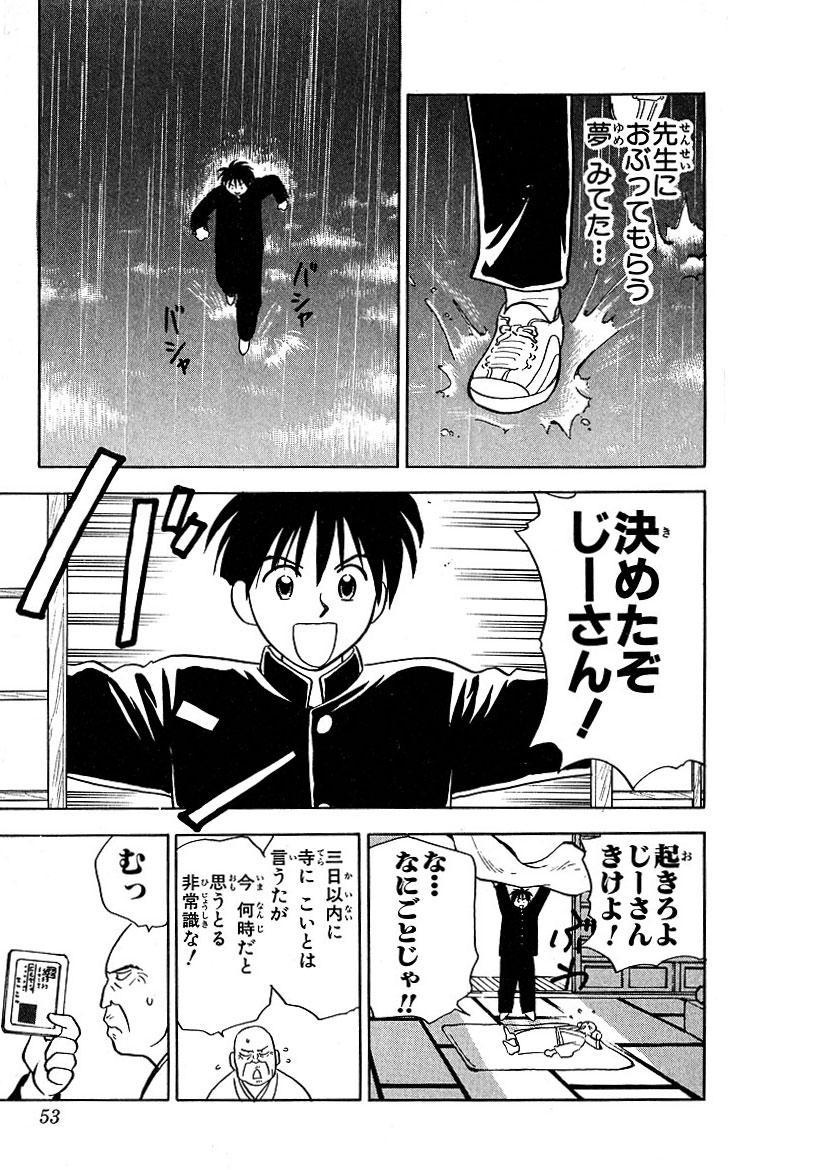 先生に
おぶってもらう
夢 みてた…
バシャ
バシャ
決めたぞ
じーさん!
起きろよ
じーさん
きけよ!
な…
なにごとじゃ!!
三日以内に
寺に こいとは
言うたが
今 何時だと
思うとる
非常識な!
むっ
53